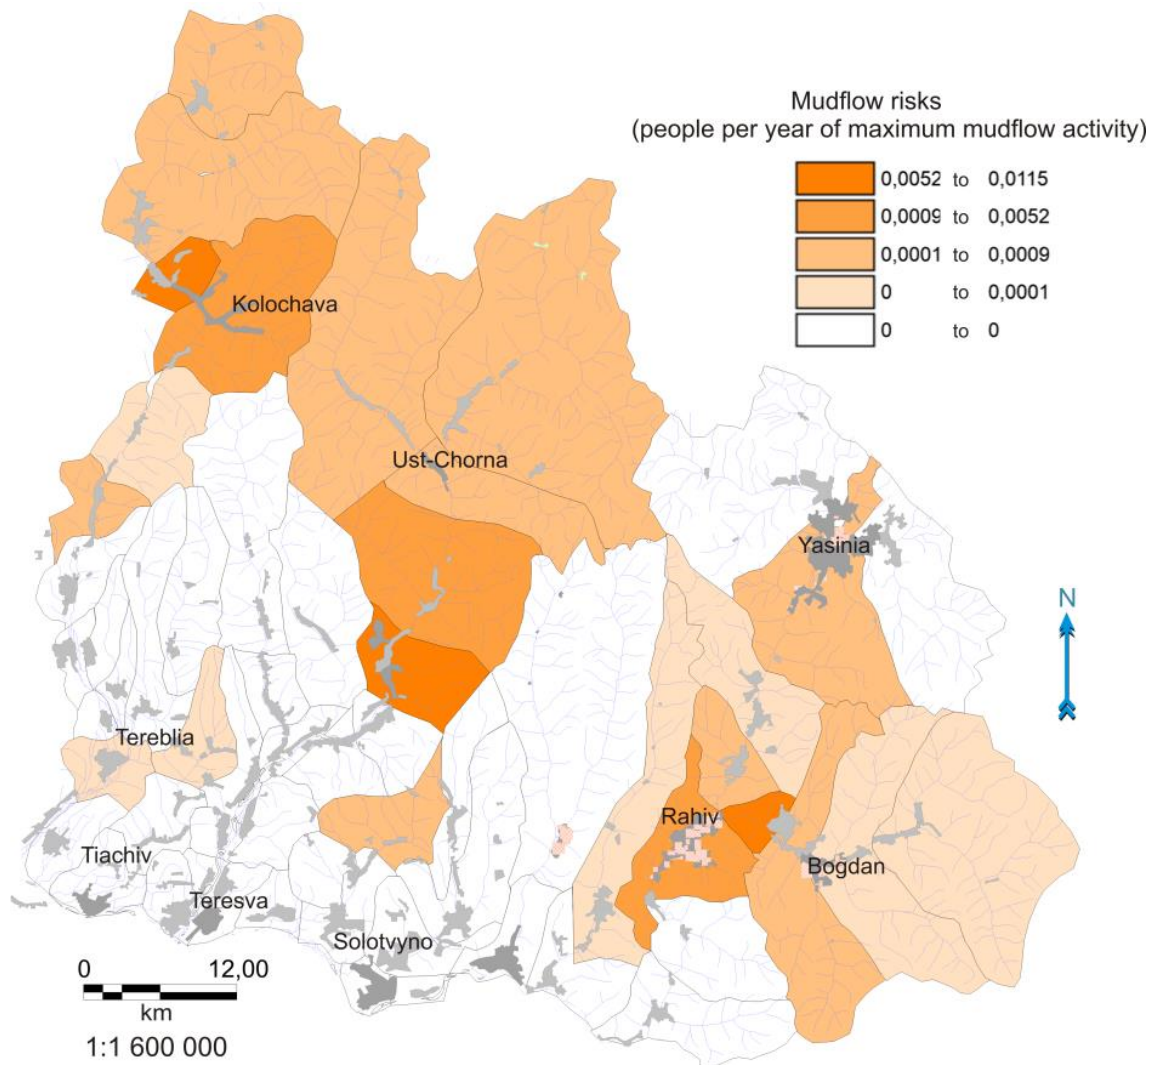 Mudflow risks
(people per year of maximum mudflow activity)
0,0052 to 0,0115
0,0009 to 0,0052
0,0001 to 0,0009
0 to 0,0001
0 to 0
Kolochava
Ust-Chorna
Yasinia
N
Tereblia
Rahiv
Tiachiv
Bogdan
Teresva
Solotvyno
0 12,00
km
1:1 600 000